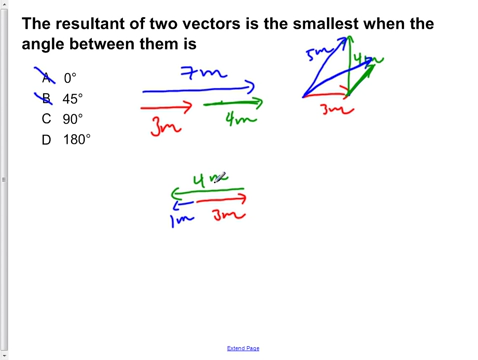 The resultant of two vectors is the smallest when the
angle between them is
A 0°
B 45°
C 90°
D 180°
7m
3m
4m
5m
4m
3m
4m
1m
3m
Extend Page